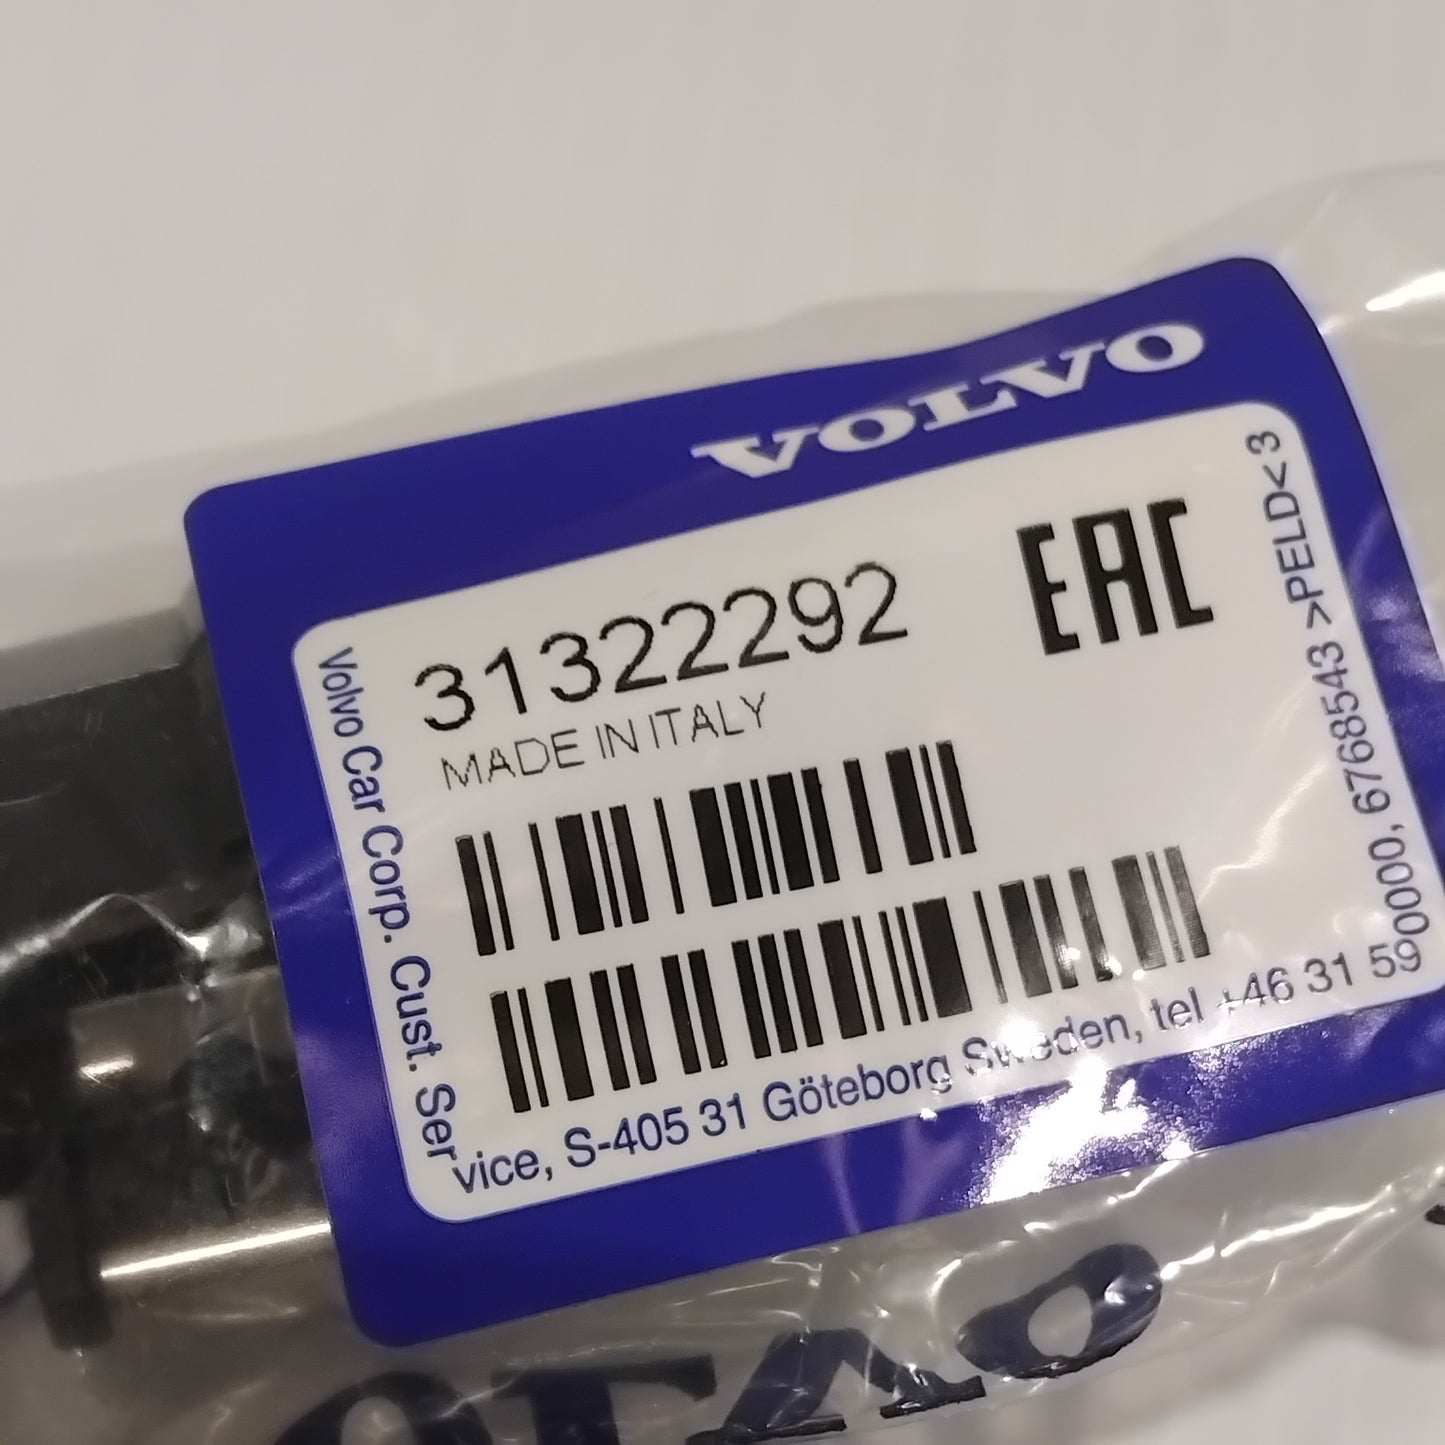 VOLVO
31322292
EAC
MADE IN ITALY
Volvo Car Corp. Cust. Service, S-405 31 Göteborg Sweden, tel +46 31 590000, 67685543 >PELD<3